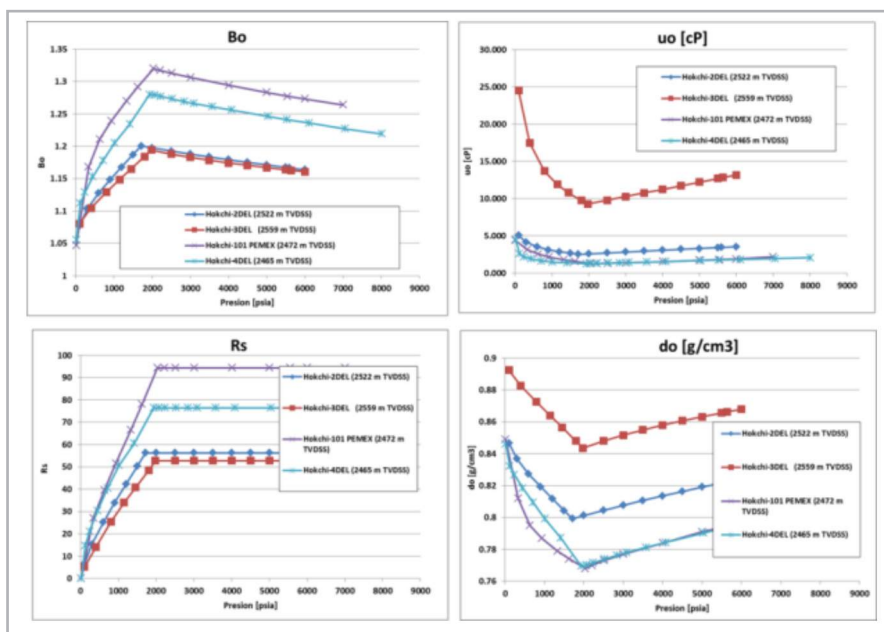 Bo
1.35
1.3
1.25
1.2
1.15
1.1
1.05
1
Bo
Hokchi-2DEL (2522 m TVDSS)
Hokchi-3DEL (2559 m TVDSS)
Hokchi-101 PEMEX (2472 m TVDSS)
Hokchi-4DEL (2465 m TVDSS)
0 1000 2000 3000 4000 5000 6000 7000 8000 9000
Presion [psia]
uo [cP]
30.000
25.000
20.000
15.000
10.000
5.000
0.000
uo [cP]
Hokchi-2DEL (2522 m TVDSS)
Hokchi-3DEL (2559 m TVDSS)
Hokchi-101 PEMEX (2472 m TVDSS)
Hokchi-4DEL (2465 m TVDSS)
0 1000 2000 3000 4000 5000 6000 7000 8000 9000
Presion [psia]
Rs
100
90
80
70
60
50
40
30
20
10
0
Rs
Hokchi-2DEL (2522 m TVDSS)
Hokchi-3DEL (2559 m TVDSS)
Hokchi-101 PEMEX (2472 m
TVDSS)
Hokchi-4DEL (2465 m TVDSS)
0 1000 2000 3000 4000 5000 6000 7000 8000 9000
Presion [psia]
do [g/cm3]
0.9
0.88
0.86
0.84
0.82
0.8
0.78
0.76
do [g/cm3]
Hokchi-2DEL (2522 m TVDSS)
Hokchi-3DEL (2559 m TVDSS)
Hokchi-101 PEMEX (2472 m
TVDSS)
Hokchi-4DEL (2465 m TVDSS)
0 1000 2000 3000 4000 5000 6000 7000 8000 9000
Presion [psia]